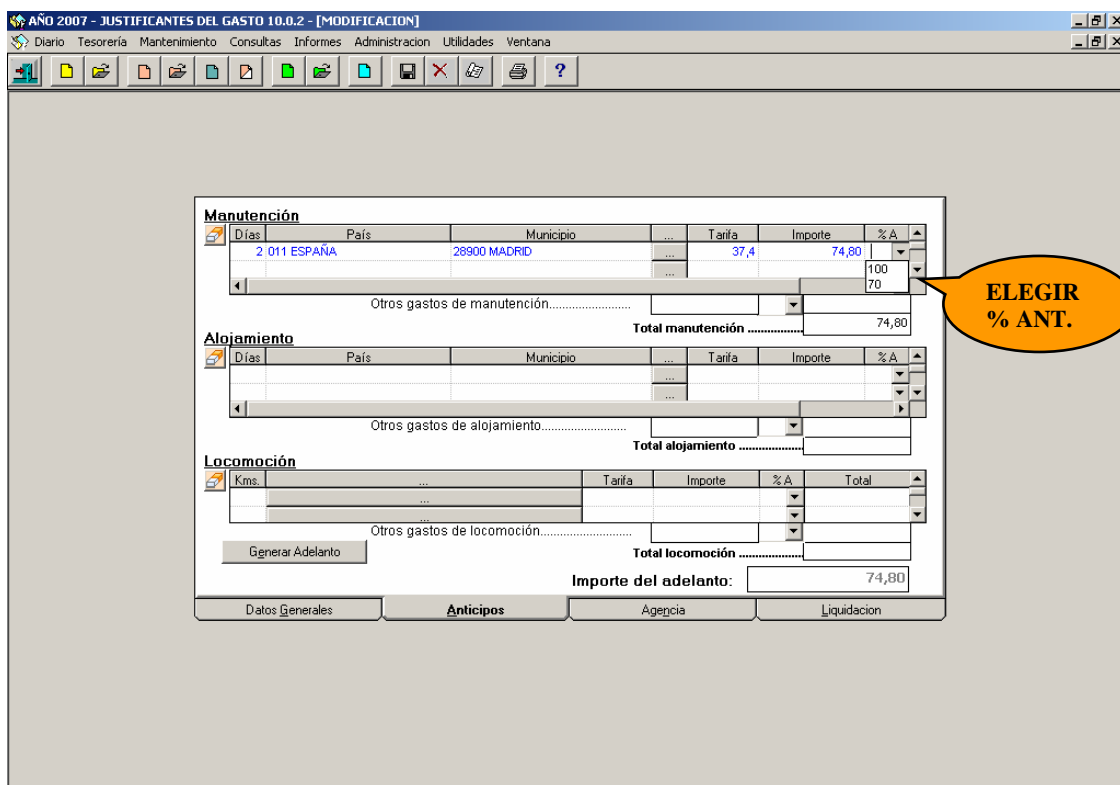 AÑO 2007 - JUSTIFICANTES DEL GASTO 10.0.2 - [MODIFICACION]
Diario Tesorería Mantenimiento Consultas Informes Administracion Utilidades Ventana
?
Manutención
Días País Municipio ... Tarifa Importe % A
2 011 ESPAÑA 28900 MADRID ... 37,4 74,80
...
100
70
ELEGIR
% ANT.
Otros gastos de manutención..........................
Total manutención ................. 74,80
Alojamiento
Días País Municipio ... Tarifa Importe % A
...
...
Otros gastos de alojamiento..........................
Total alojamiento ...................
Locomoción
Kms. ... Tarifa Importe % A Total
...
...
Otros gastos de locomoción............................
Generar Adelanto Total locomoción ...................
Importe del adelanto: 74,80
Datos Generales Anticipos Agencia Liquidacion